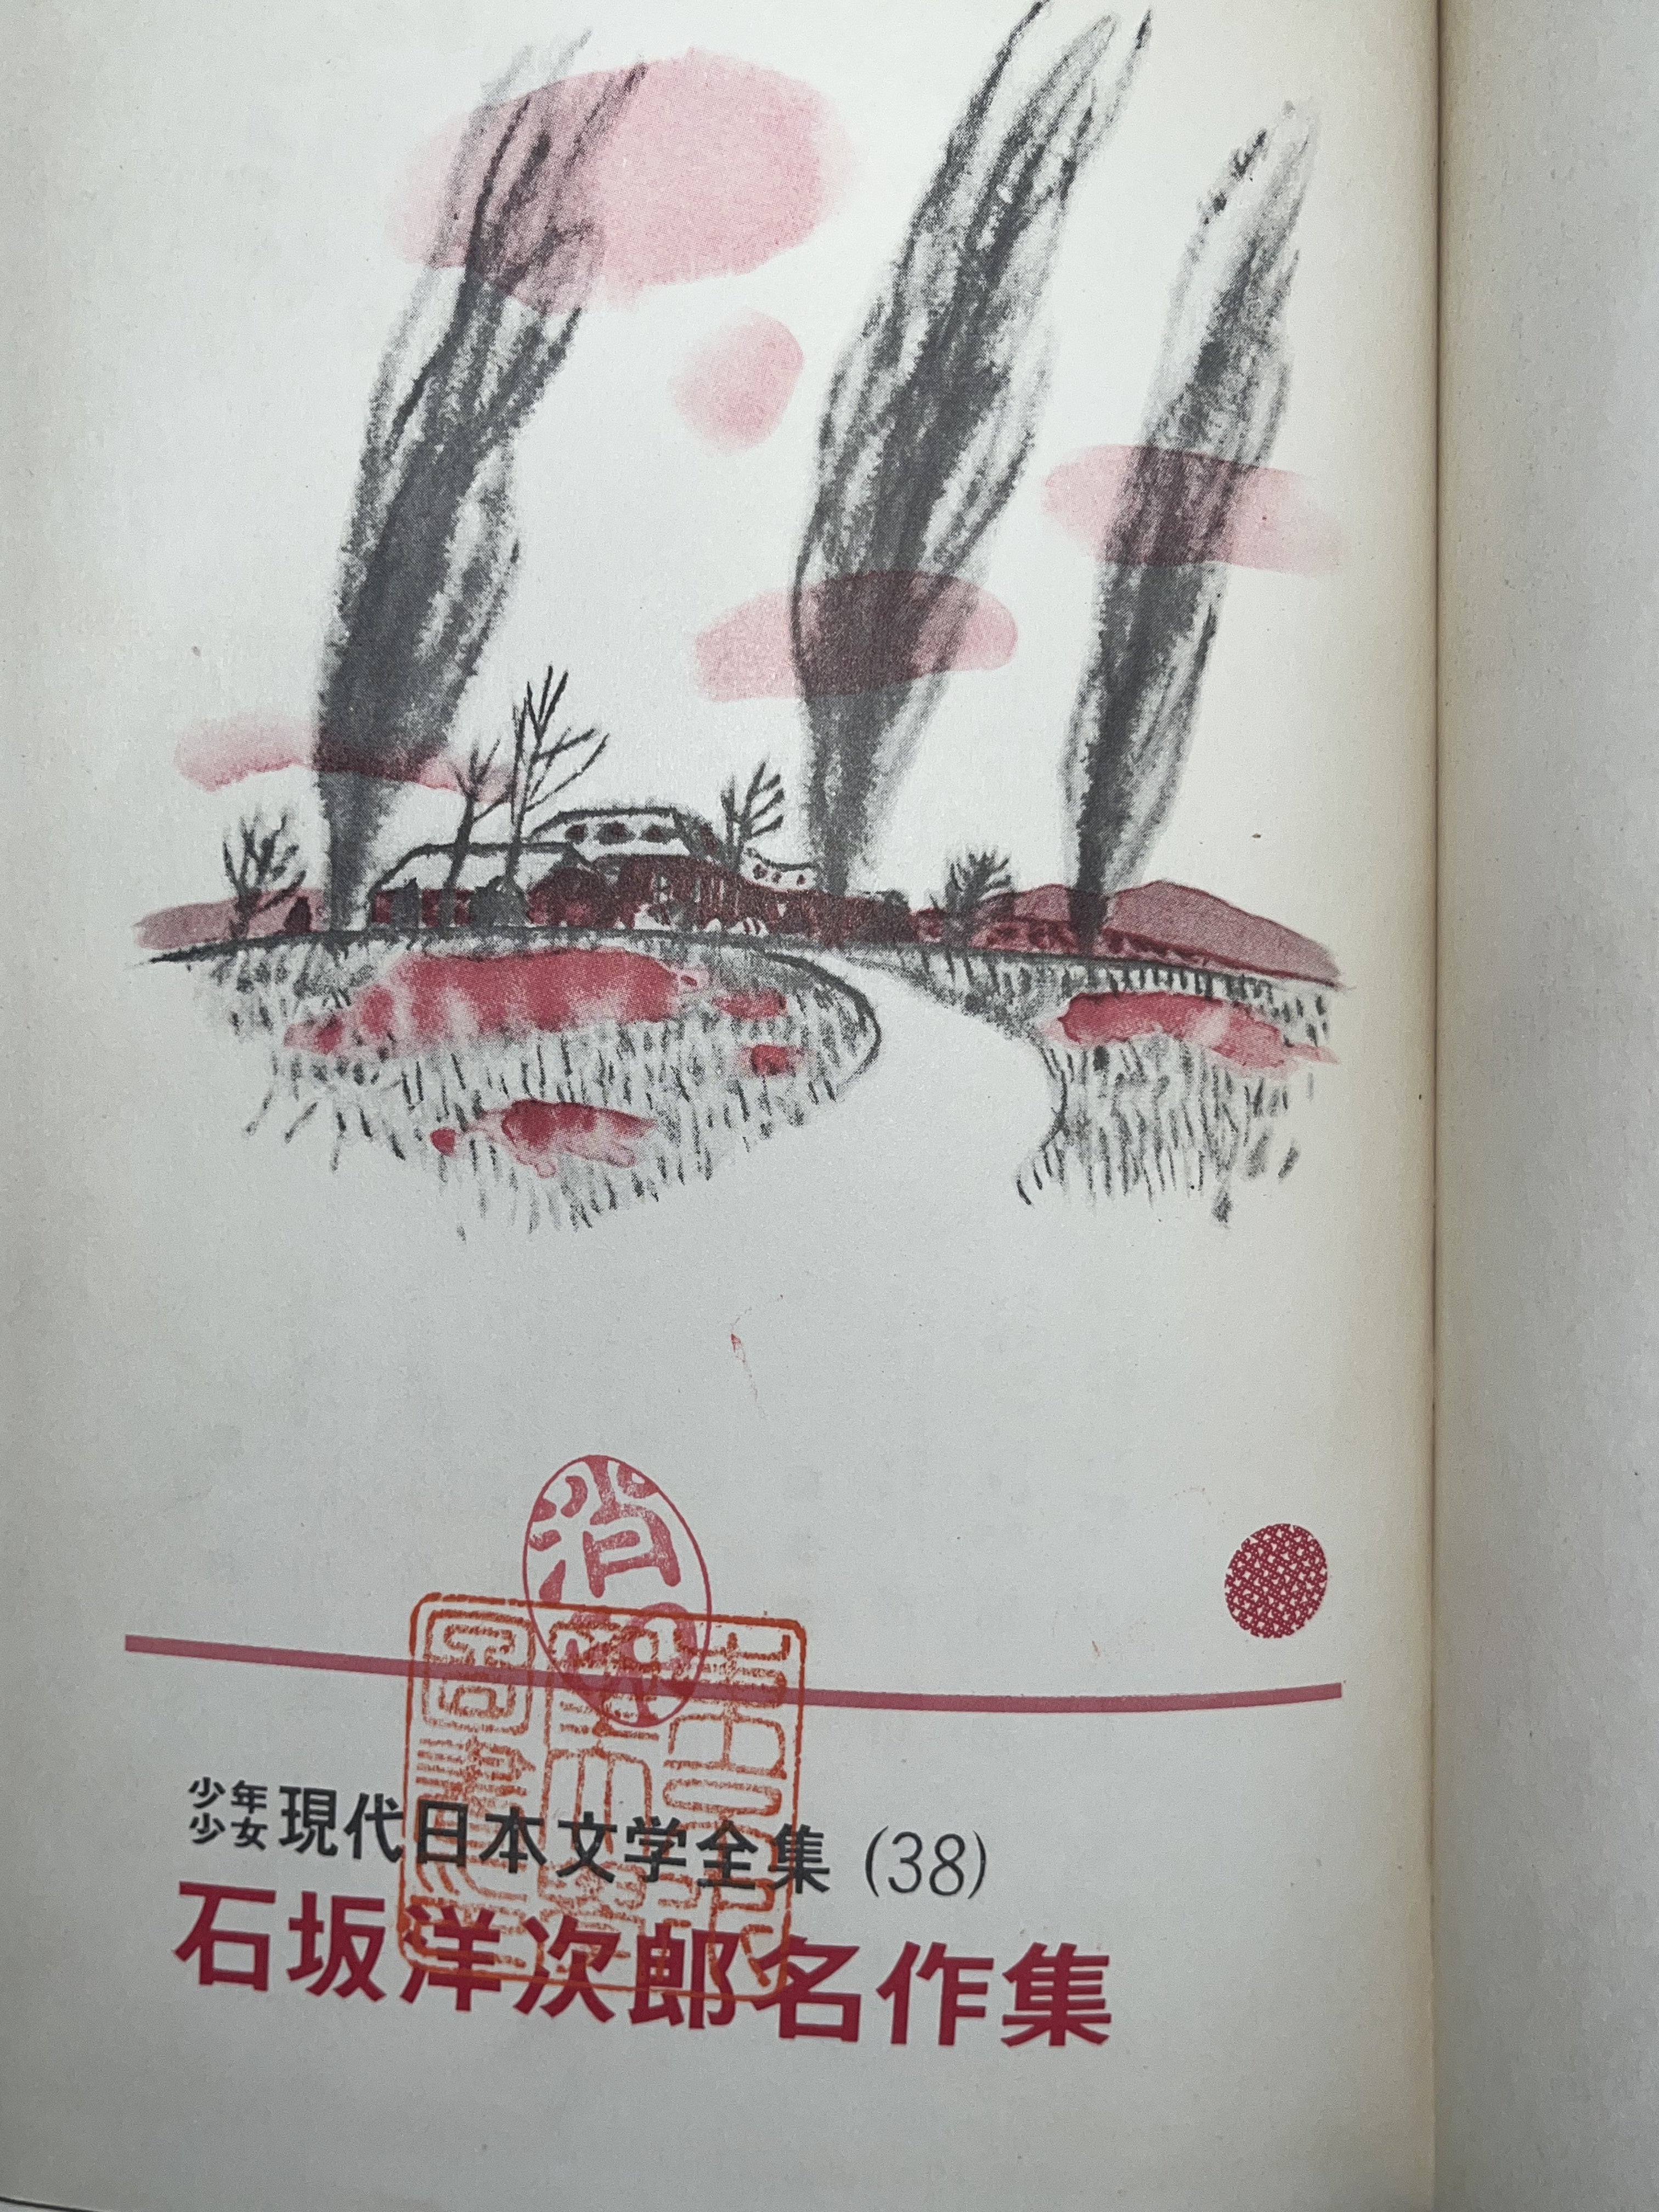 消
少年少女現代日本文学全集 (38)
石坂洋次郎名作集